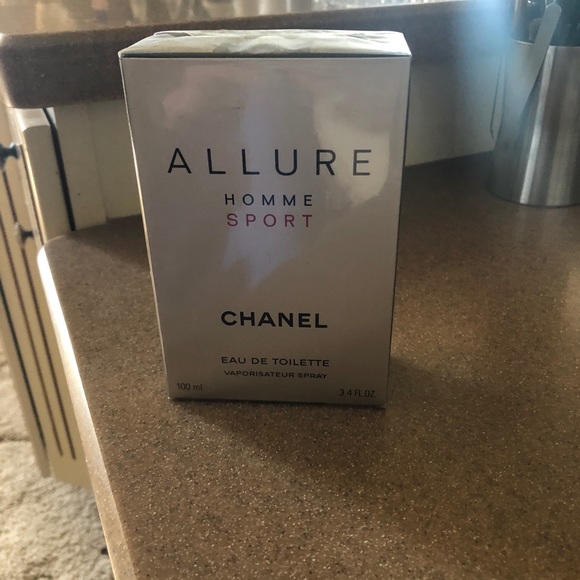 ALLURE
HOMME
SPORT
CHANEL
EAU DE TOILETTE
VAPORISATEUR SPRAY
100 ml 3.4 FL.OZ.